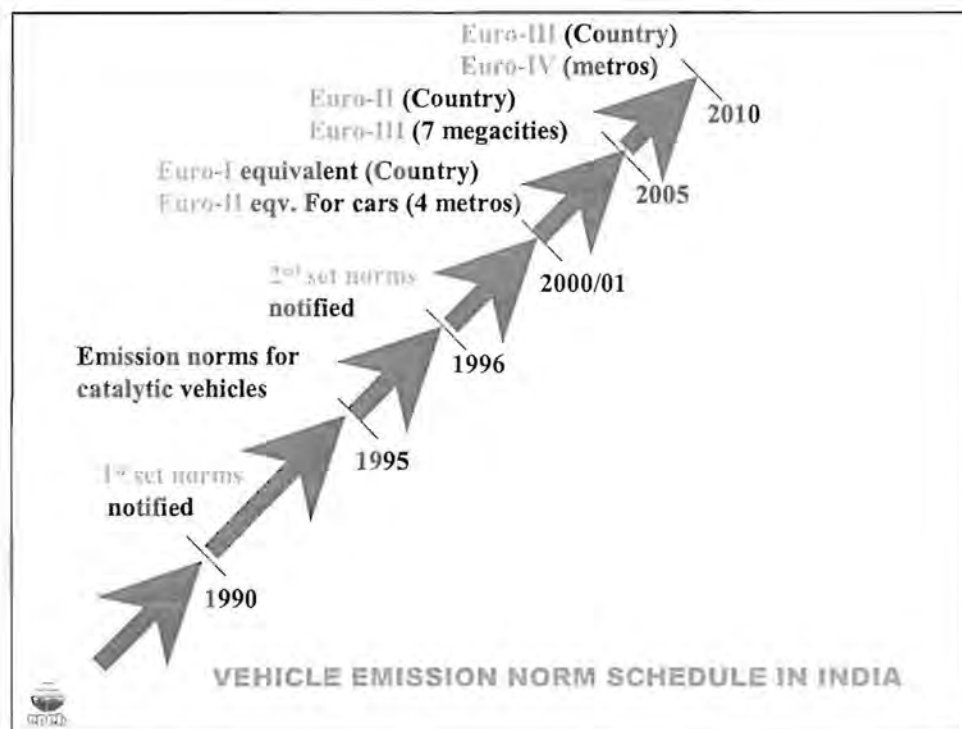 Euro-III (Country)
Euro-IV (metros)
2010
Euro-II (Country)
Euro-III (7 megacities)
2005
Euro-I equivalent (Country)
Euro-II eqv. For cars (4 metros)
2000/01
2nd set norms
notified
1996
Emission norms for
catalytic vehicles
1995
1st set norms
notified
1990
VEHICLE EMISSION NORM SCHEDULE IN INDIA